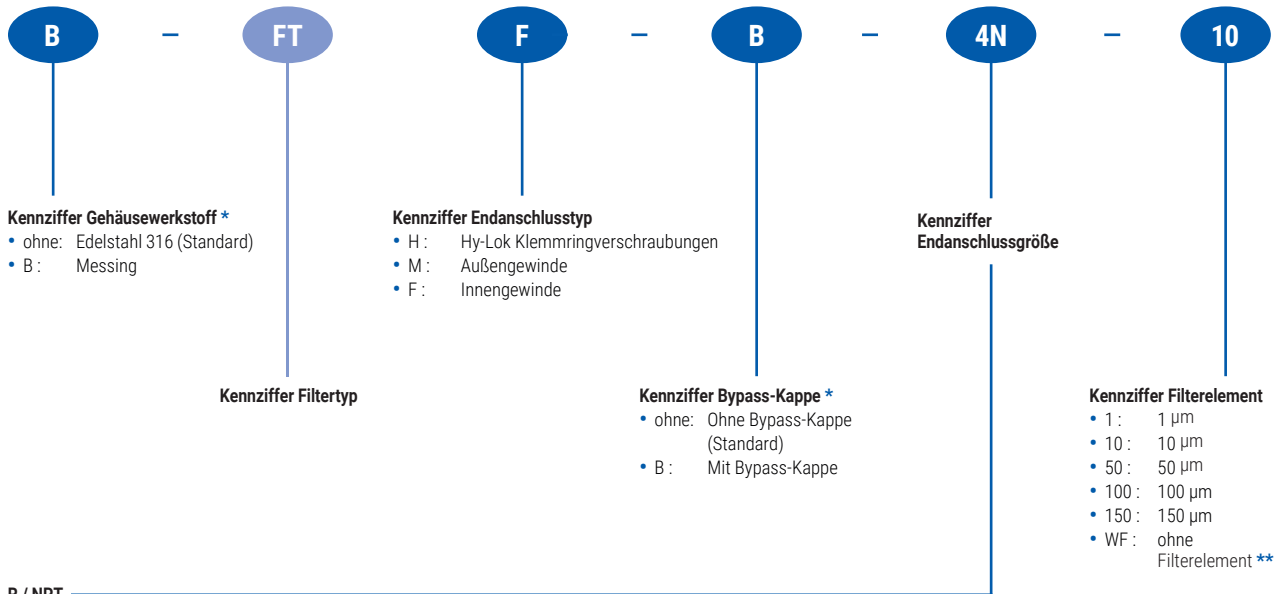 B – FT F – B – 4N – 10
Kennziffer Gehäusewerkstoff *
• ohne: Edelstahl 316 (Standard)
• B : Messing
Kennziffer Endanschlusstyp
• H : Hy-Lok Klemmringverschraubungen
• M : Außengewinde
• F : Innengewinde
Kennziffer
Endanschlussgröße
Kennziffer Filtertyp
Kennziffer Bypass-Kappe *
• ohne: Ohne Bypass-Kappe
(Standard)
• B : Mit Bypass-Kappe
Kennziffer Filterelement
• 1 : 1 µm
• 10 : 10 µm
• 50 : 50 µm
• 100 : 100 µm
• 150 : 150 µm
• WF : ohne
Filterelement **